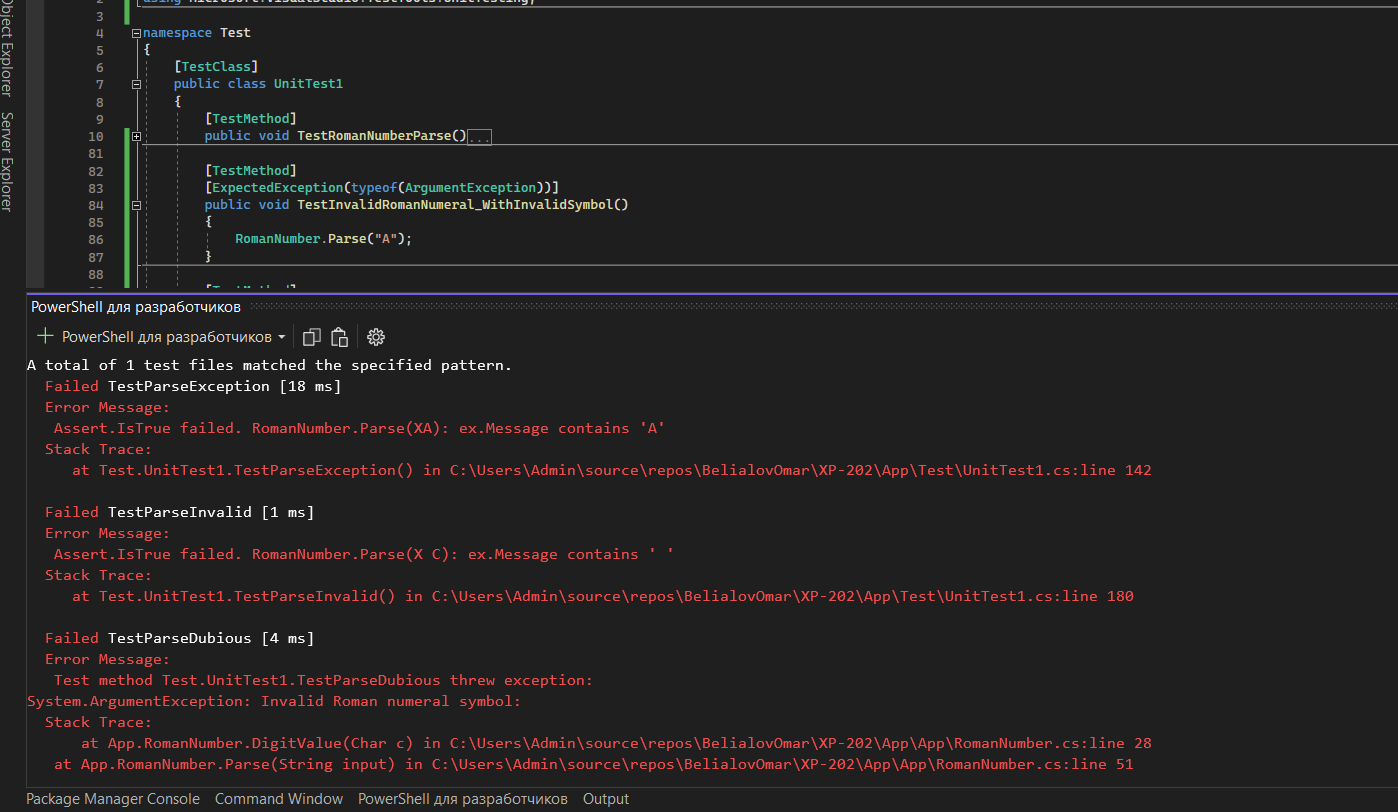 Object Explorer
Server Explorer
2 using Microsoft.VisualStudio.TestTools.UnitTesting;
3
4 namespace Test
5 {
6 [TestClass]
7 public class UnitTest1
8 {
9 [TestMethod]
10 public void TestRomanNumberParse()...
81
82 [TestMethod]
83 [ExpectedException(typeof(ArgumentException))]
84 public void TestInvalidRomanNumeral_WithInvalidSymbol()
85 {
86 RomanNumber.Parse("A");
87 }
88
[TestMethod]
PowerShell для разработчиков
PowerShell для разработчиков
A total of 1 test files matched the specified pattern.
Failed TestParseException [18 ms]
Error Message:
Assert.IsTrue failed. RomanNumber.Parse(XA): ex.Message contains 'A'
Stack Trace:
at Test.UnitTest1.TestParseException() in C:\Users\Admin\source\repos\BelialovOmar\XP-202\App\Test\UnitTest1.cs:line 142
Failed TestParseInvalid [1 ms]
Error Message:
Assert.IsTrue failed. RomanNumber.Parse(X C): ex.Message contains ' '
Stack Trace:
at Test.UnitTest1.TestParseInvalid() in C:\Users\Admin\source\repos\BelialovOmar\XP-202\App\Test\UnitTest1.cs:line 180
Failed TestParseDubious [4 ms]
Error Message:
Test method Test.UnitTest1.TestParseDubious threw exception:
System.ArgumentException: Invalid Roman numeral symbol:
Stack Trace:
at App.RomanNumber.DigitValue(Char c) in C:\Users\Admin\source\repos\BelialovOmar\XP-202\App\App\RomanNumber.cs:line 28
at App.RomanNumber.Parse(String input) in C:\Users\Admin\source\repos\BelialovOmar\XP-202\App\App\RomanNumber.cs:line 51
Package Manager Console Command Window PowerShell для разработчиков Output